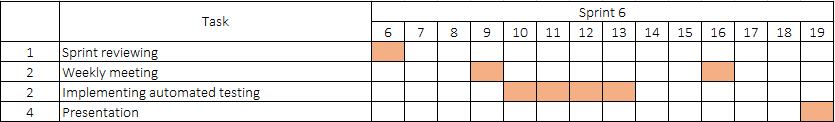 Task Sprint 6
6 7 8 9 10 11 12 13 14 15 16 17 18 19
1 Sprint reviewing
2 Weekly meeting
2 Implementing automated testing
4 Presentation